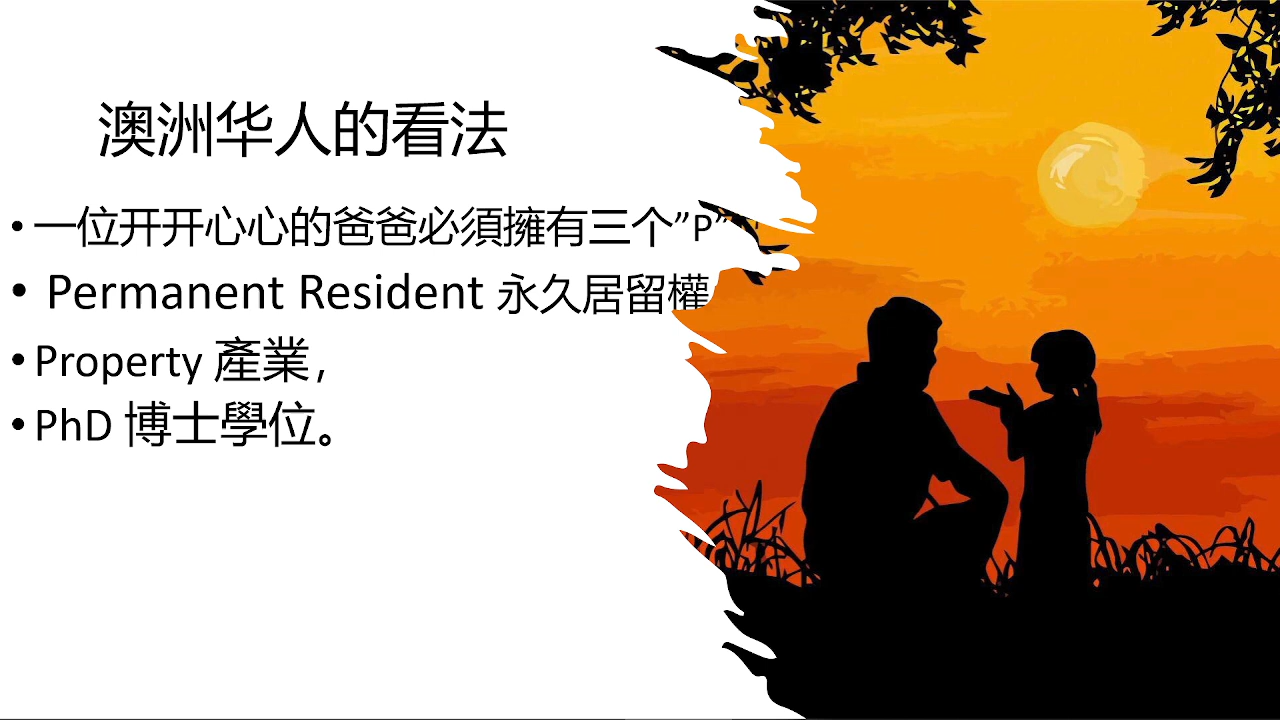 澳洲华人的看法
• 一位开开心心的爸爸必須擁有三个”P”
• Permanent Resident 永久居留權
• Property 產業，
• PhD 博士學位。